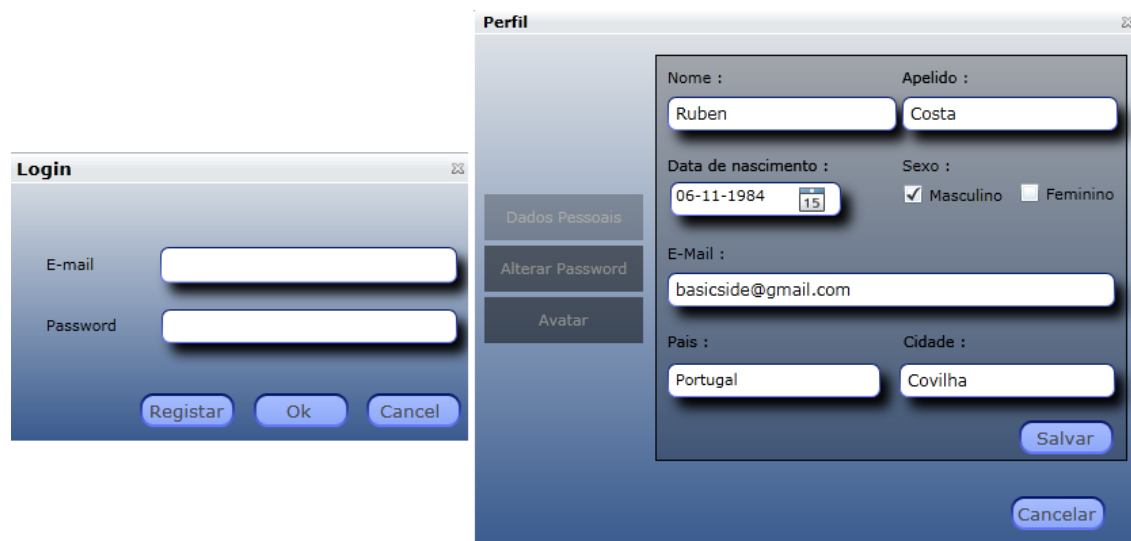 Login
E-mail
Password
Registar Ok Cancel
Perfil
Nome : Apelido :
Ruben Costa
Data de nascimento : Sexo :
06-11-1984 15 Masculino Feminino
Dados Pessoais
Alterar Password
Avatar
E-Mail :
basicside@gmail.com
Pais : Cidade :
Portugal Covilha
Salvar
Cancelar